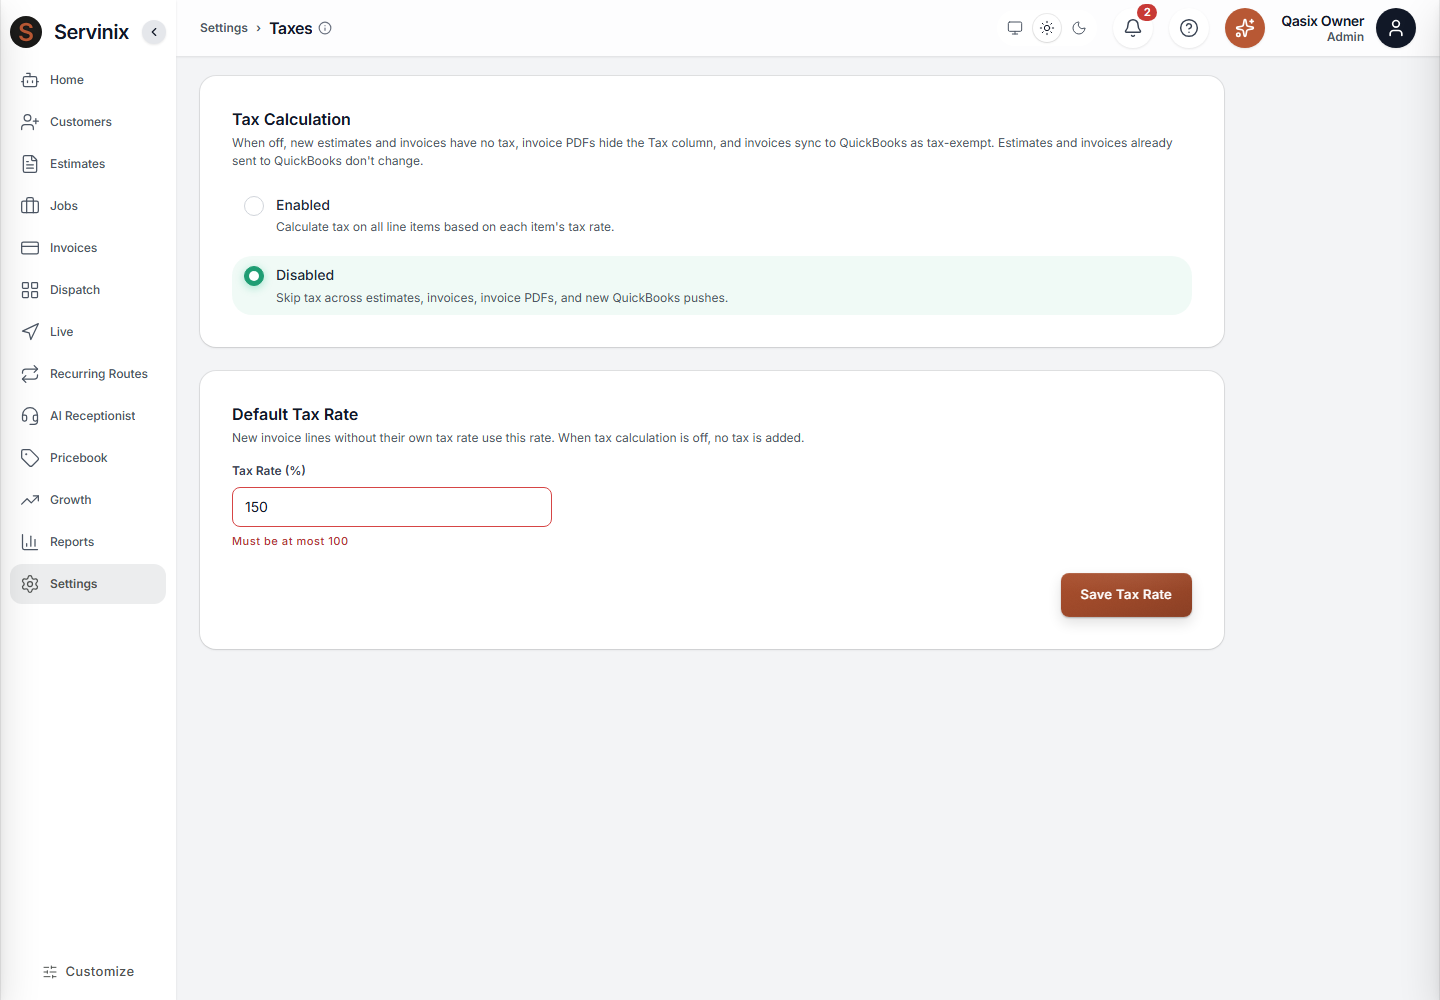 S Servinix
Home
Customers
Estimates
Jobs
Invoices
Dispatch
Live
Recurring Routes
AI Receptionist
Pricebook
Growth
Reports
Settings
Customize
Settings › Taxes
2
Qasix Owner
Admin
Tax Calculation
When off, new estimates and invoices have no tax, invoice PDFs hide the Tax column, and invoices sync to QuickBooks as tax-exempt. Estimates and invoices already
sent to QuickBooks don't change.
Enabled
Calculate tax on all line items based on each item's tax rate.
Disabled
Skip tax across estimates, invoices, invoice PDFs, and new QuickBooks pushes.
Default Tax Rate
New invoice lines without their own tax rate use this rate. When tax calculation is off, no tax is added.
Tax Rate (%)
150
Must be at most 100
Save Tax Rate